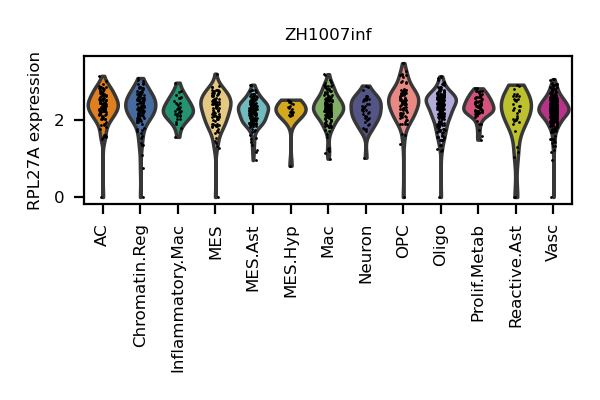 ZH1007inf
RPL27A expression
2
0
AC
Chromatin.Reg
Inflammatory.Mac
MES
MES.Ast
MES.Hyp
Mac
Neuron
OPC
Oligo
Prolif.Metab
Reactive.Ast
Vasc